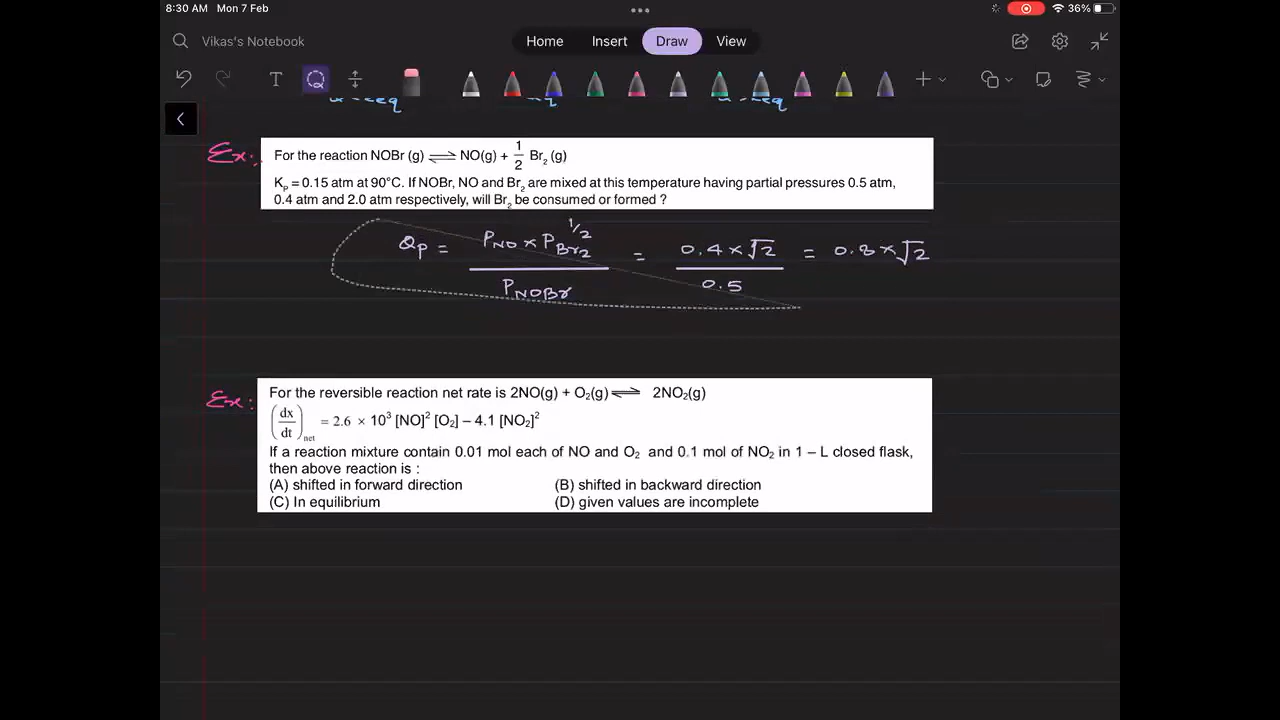 8:30 AM Mon 7 Feb
36%
Vikas's Notebook
Home Insert Draw View
Ex:
For the reaction NOBr (g) ⇌ NO(g) + 1/2 Br₂ (g)
Kₚ = 0.15 atm at 90°C. If NOBr, NO and Br₂ are mixed at this temperature having partial pressures 0.5 atm,
0.4 atm and 2.0 atm respectively, will Br₂ be consumed or formed ?
Qp = P_NO × P_Br₂^1/2 / P_NOBr = 0.4 × √2 / 0.5 = 0.8 × √2
Ex:
For the reversible reaction net rate is 2NO(g) + O₂(g) ⇌ 2NO₂(g)
(dx/dt)net = 2.6 × 10³ [NO]² [O₂] – 4.1 [NO₂]²
If a reaction mixture contain 0.01 mol each of NO and O₂ and 0.1 mol of NO₂ in 1 – L closed flask,
then above reaction is :
(A) shifted in forward direction (B) shifted in backward direction
(C) In equilibrium (D) given values are incomplete